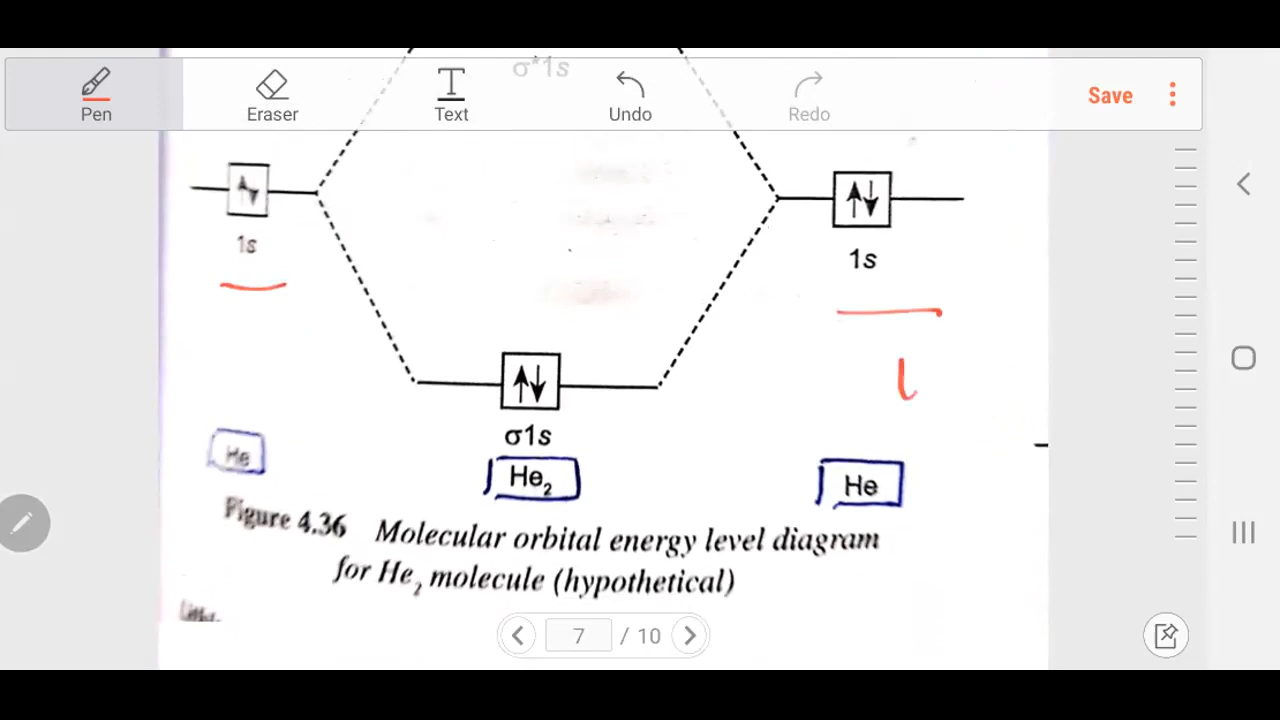 σ*1s
Pen
Eraser
Text
Undo
Redo
Save
1s
1s
σ1s
He
He₂
He
Figure 4.36 Molecular orbital energy level diagram
for He₂ molecule (hypothetical)
7 / 10